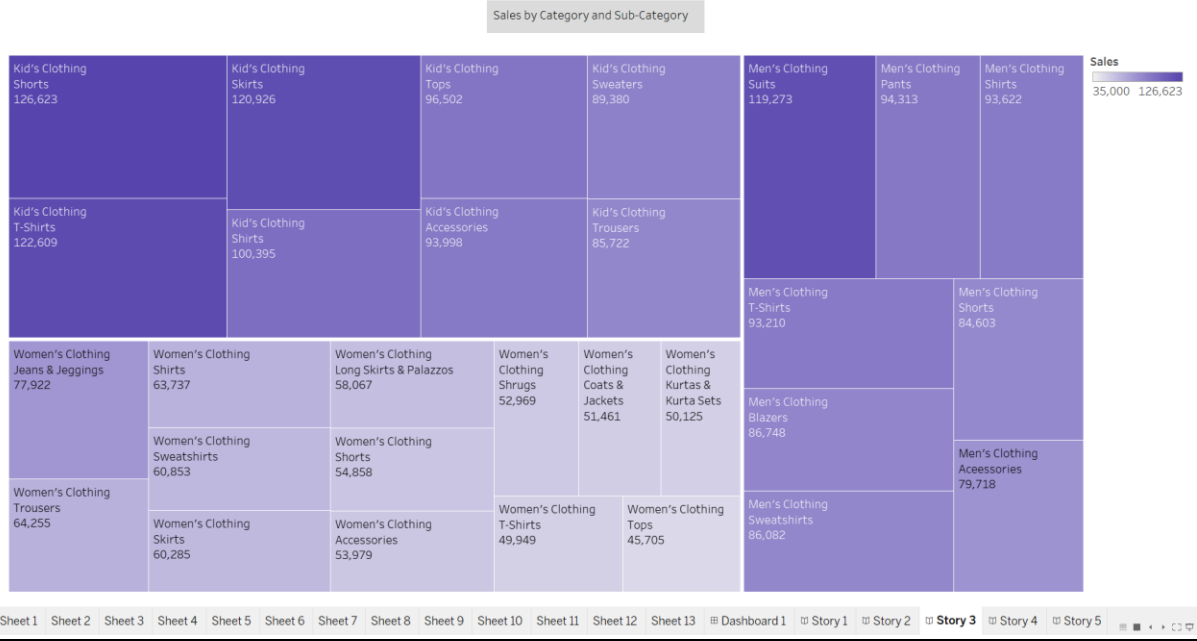 Sales by Category and Sub-Category
Kid's Clothing
Shorts
126,623
Kid's Clothing
Skirts
120,926
Kid's Clothing
Tops
96,502
Kid's Clothing
Sweaters
89,380
Kid's Clothing
T-Shirts
122,609
Kid's Clothing
Shirts
100,395
Kid's Clothing
Accessories
93,998
Kid's Clothing
Trousers
85,722
Men's Clothing
Suits
119,273
Men's Clothing
Pants
94,313
Men's Clothing
Shirts
93,622
Men's Clothing
T-Shirts
93,210
Men's Clothing
Shorts
84,603
Men's Clothing
Blazers
86,748
Men's Clothing
Aceessories
79,718
Men's Clothing
Sweatshirts
86,082
Women's Clothing
Jeans & Jeggings
77,922
Women's Clothing
Shirts
63,737
Women's Clothing
Long Skirts & Palazzos
58,067
Women's
Clothing
Shrugs
52,969
Women's
Clothing
Coats &
Jackets
51,461
Women's
Clothing
Kurtas &
Kurta Sets
50,125
Women's Clothing
Sweatshirts
60,853
Women's Clothing
Shorts
54,858
Women's Clothing
Trousers
64,255
Women's Clothing
Skirts
60,285
Women's Clothing
Accessories
53,979
Women's Clothing
T-Shirts
49,949
Women's Clothing
Tops
45,705
Sales
35,000 126,623
Sheet 1 Sheet 2 Sheet 3 Sheet 4 Sheet 5 Sheet 6 Sheet 7 Sheet 8 Sheet 9 Sheet 10 Sheet 11 Sheet 12 Sheet 13 Dashboard 1 Story 1 Story 2 Story 3 Story 4 Story 5